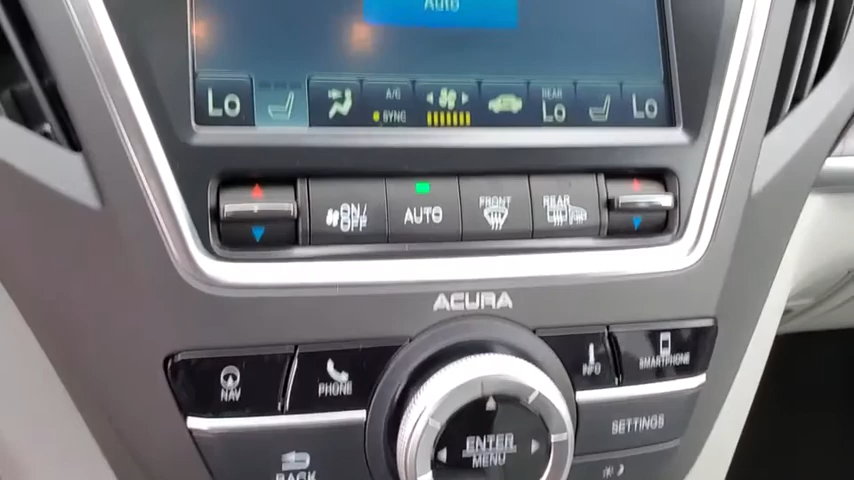 Auto
LO
A/C
SYNC
REAR
LO
LO
ON/
OFF
AUTO
FRONT
REAR
ACURA
NAV
PHONE
INFO
SMARTPHONE
ENTER
MENU
SETTINGS
BACK